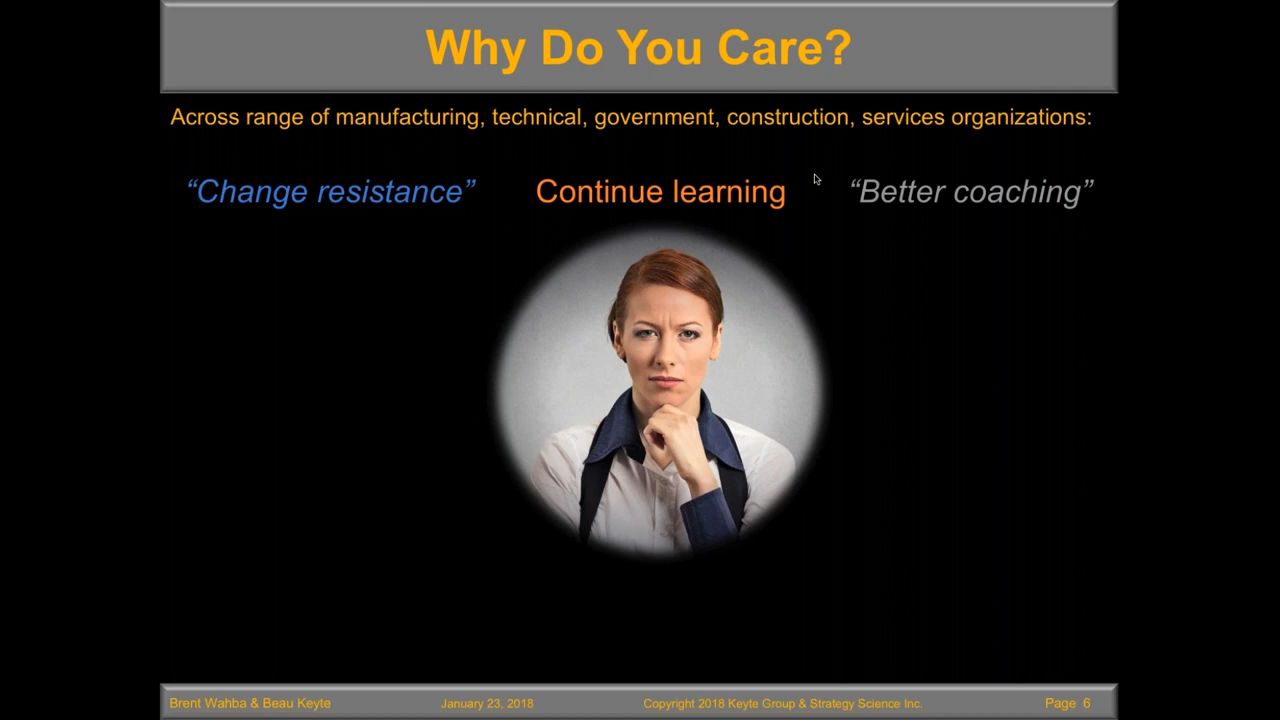 Why Do You Care?
Across range of manufacturing, technical, government, construction, services organizations:
“Change resistance” Continue learning “Better coaching”
Brent Wahba & Beau Keyte January 23, 2018 Copyright 2018 Keyte Group & Strategy Science Inc. Page 6